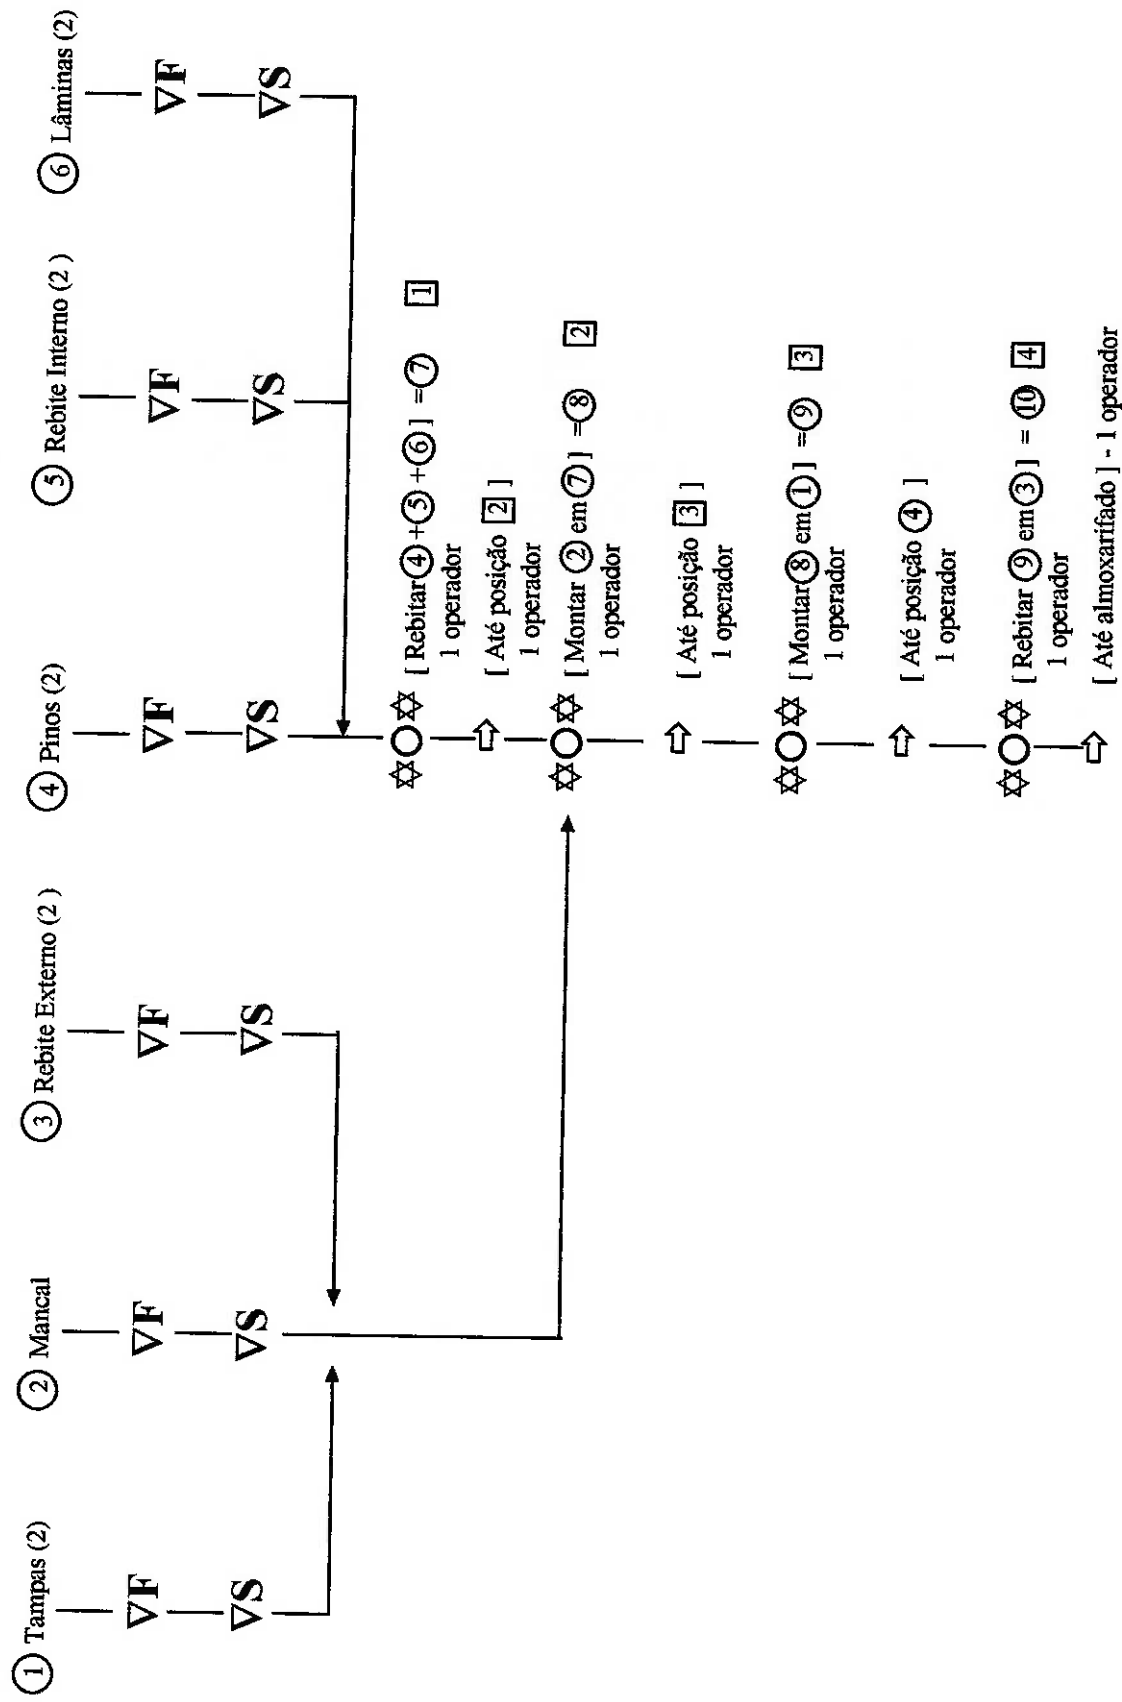 ① Tampas (2)
② Mancal
③ Rebite Externo (2 )
④ Pinos (2)
⑤ Rebite Interno (2 )
⑥ Lâminas (2)
∇F
∇F
∇F
∇F
∇F
∇F
∇S
∇S
∇S
∇S
∇S
∇S
[ Rebitar ④ + ⑤ + ⑥ ] = ⑦ 1
1 operador
[ Até posição 2 ]
1 operador
[ Montar ② em ⑦ ] = ⑧ 2
1 operador
[ Até posição 3 ]
1 operador
[ Montar ⑧ em ① ] = ⑨ 3
1 operador
[ Até posição ④ ]
1 operador
[ Rebitar ⑨ em ③ ] = ⑩ 4
1 operador
[ Até almoxarifado ] - 1 operador